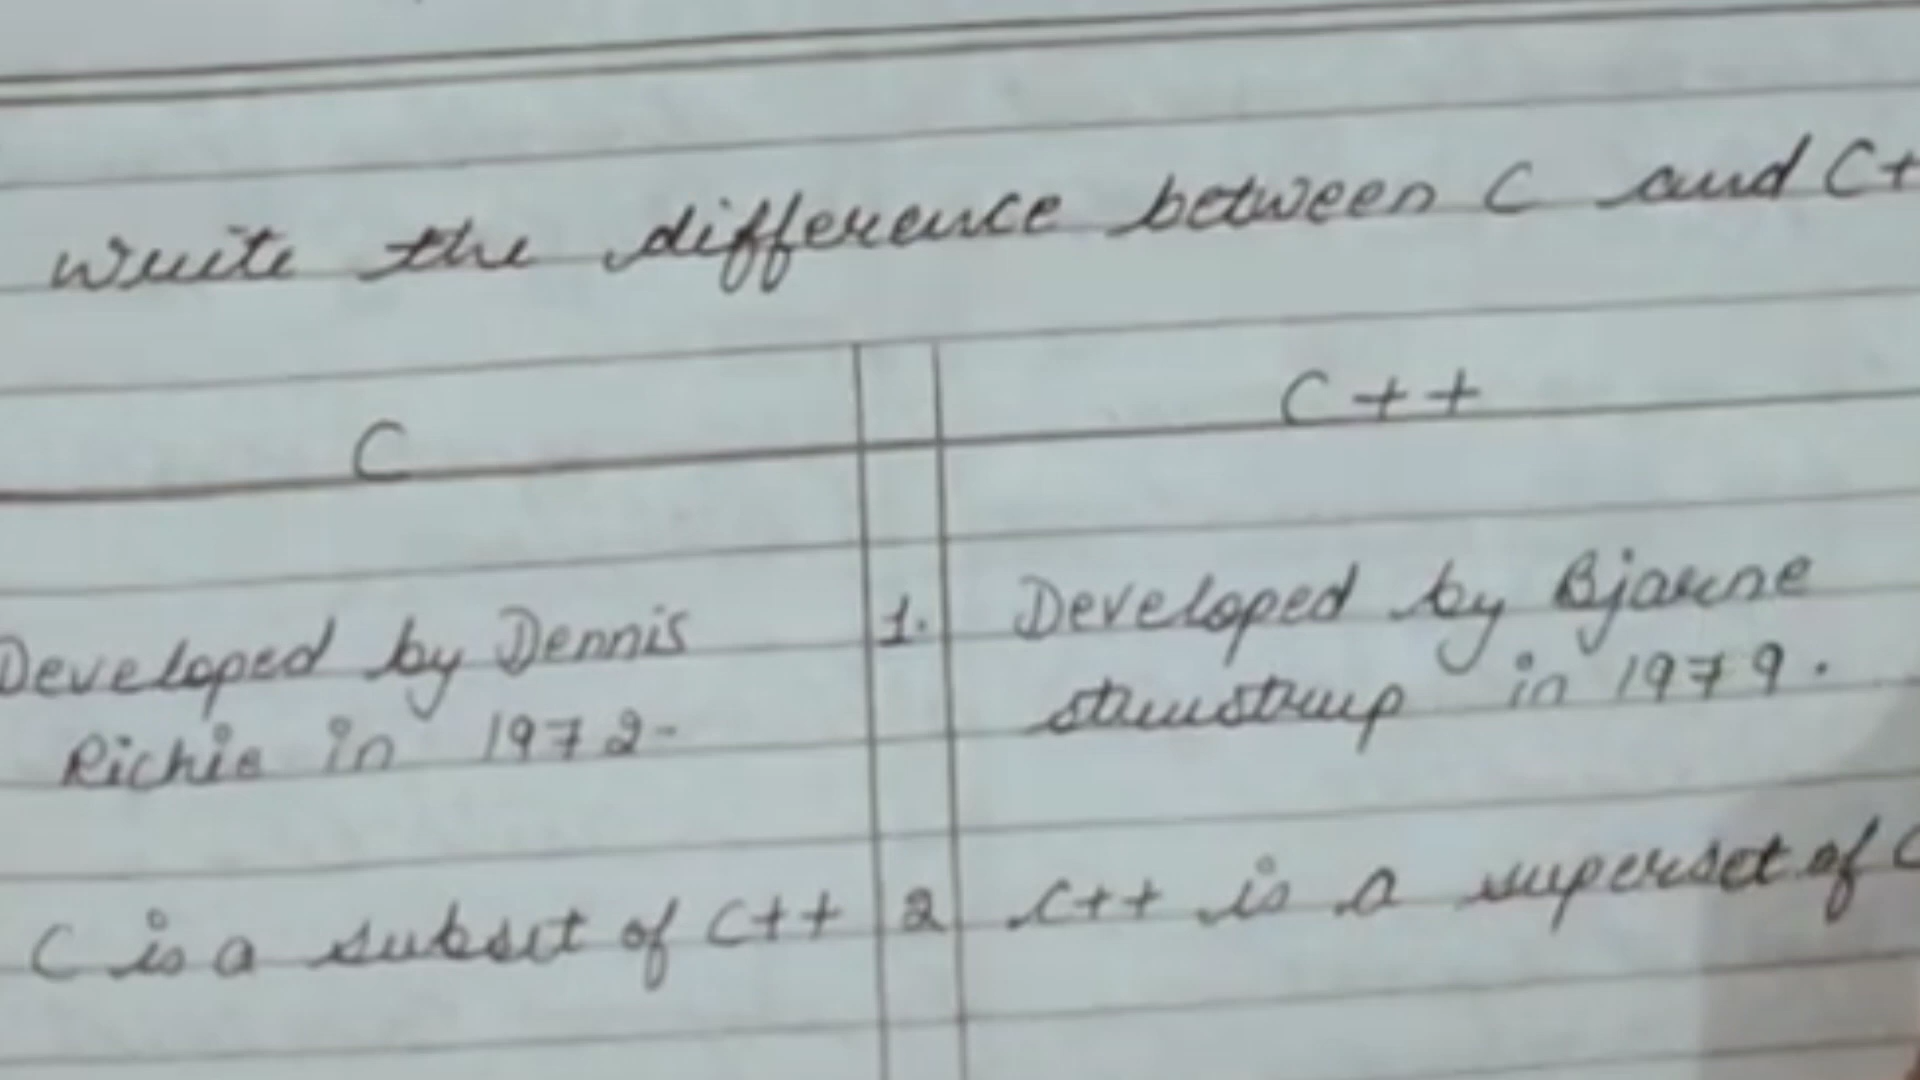 Write the difference between C and C+
C
C++
Developed by Dennis
Richie in 1972.
1. Developed by Bjarne
stroustrup in 1979.
C is a subset of C++
2 C++ is a superset of C